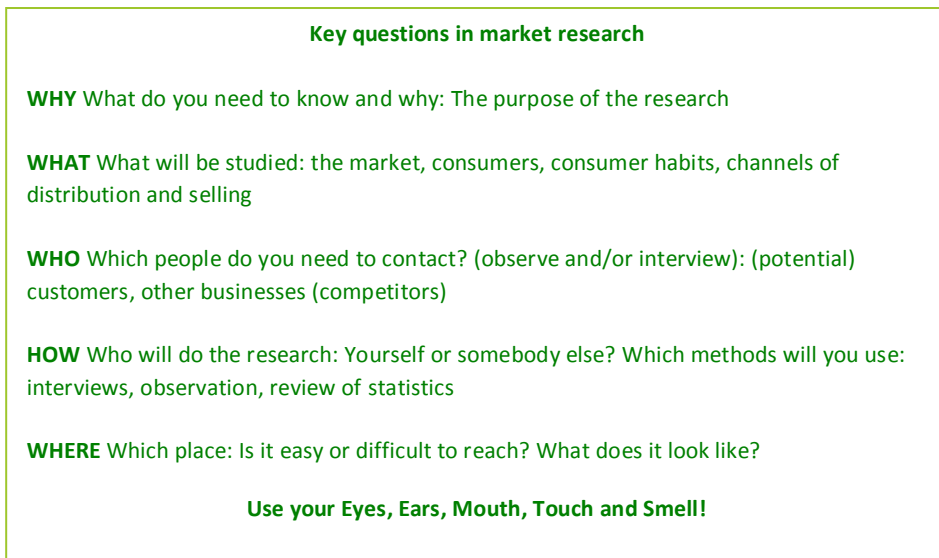 Key questions in market research
WHY What do you need to know and why: The purpose of the research
WHAT What will be studied: the market, consumers, consumer habits, channels of
distribution and selling
WHO Which people do you need to contact? (observe and/or interview): (potential)
customers, other businesses (competitors)
HOW Who will do the research: Yourself or somebody else? Which methods will you use:
interviews, observation, review of statistics
WHERE Which place: Is it easy or difficult to reach? What does it look like?
Use your Eyes, Ears, Mouth, Touch and Smell!